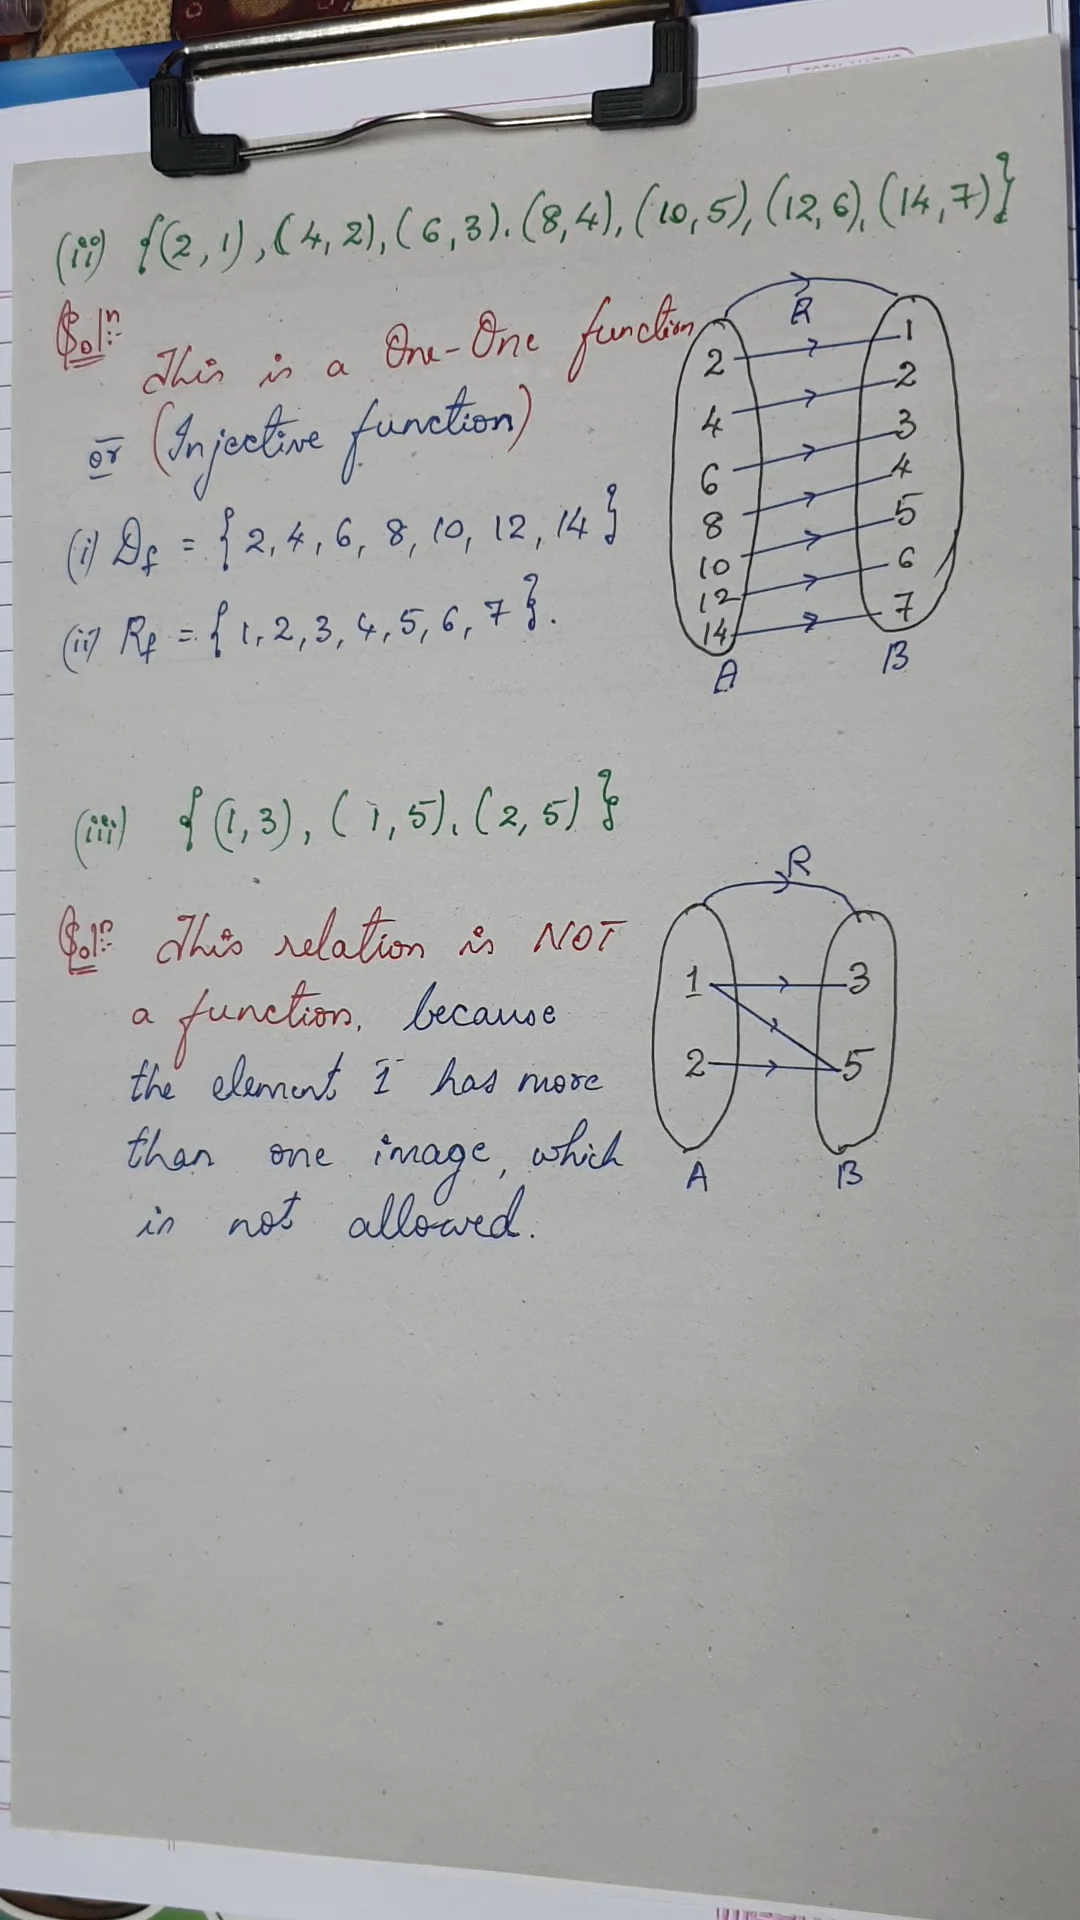 (ii) {(2,1),(4,2),(6,3).(8,4),(10,5),(12,6),(14,7)}
Solⁿ:- This is a One-One function
or (Injective function)
(i) Df = {2,4,6,8,10,12,14}
(ii) Rf = {1,2,3,4,5,6,7}.
R
2 1
4 2
6 3
8 4
10 5
12 6
14 7
A B
(iii) {(1,3),(1,5),(2,5)}
Solⁿ:- This relation is NOT
a function, because
the element 1 has more
than one image, which
is not allowed.
R
1 3
2 5
A B